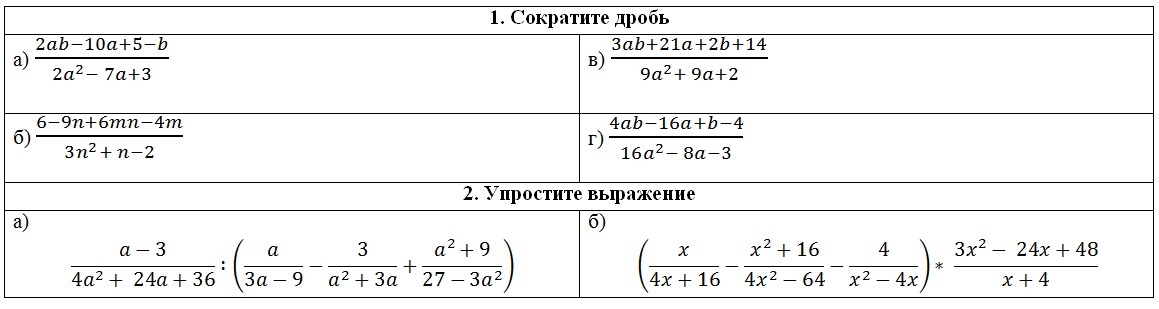 1. Сократите дробь
а) (2ab−10a+5−b)/(2a²− 7a+3)
в) (3ab+21a+2b+14)/(9a²+ 9a+2)
б) (6−9n+6mn−4m)/(3n²+ n−2)
г) (4ab−16a+b−4)/(16a²− 8a−3)
2. Упростите выражение
а)
(a − 3)/(4a² + 24a + 36) : (a/(3a − 9) − 3/(a² + 3a) + (a² + 9)/(27 − 3a²))
б)
(x/(4x + 16) − (x² + 16)/(4x² − 64) − 4/(x² − 4x)) ∗ (3x² − 24x + 48)/(x + 4)